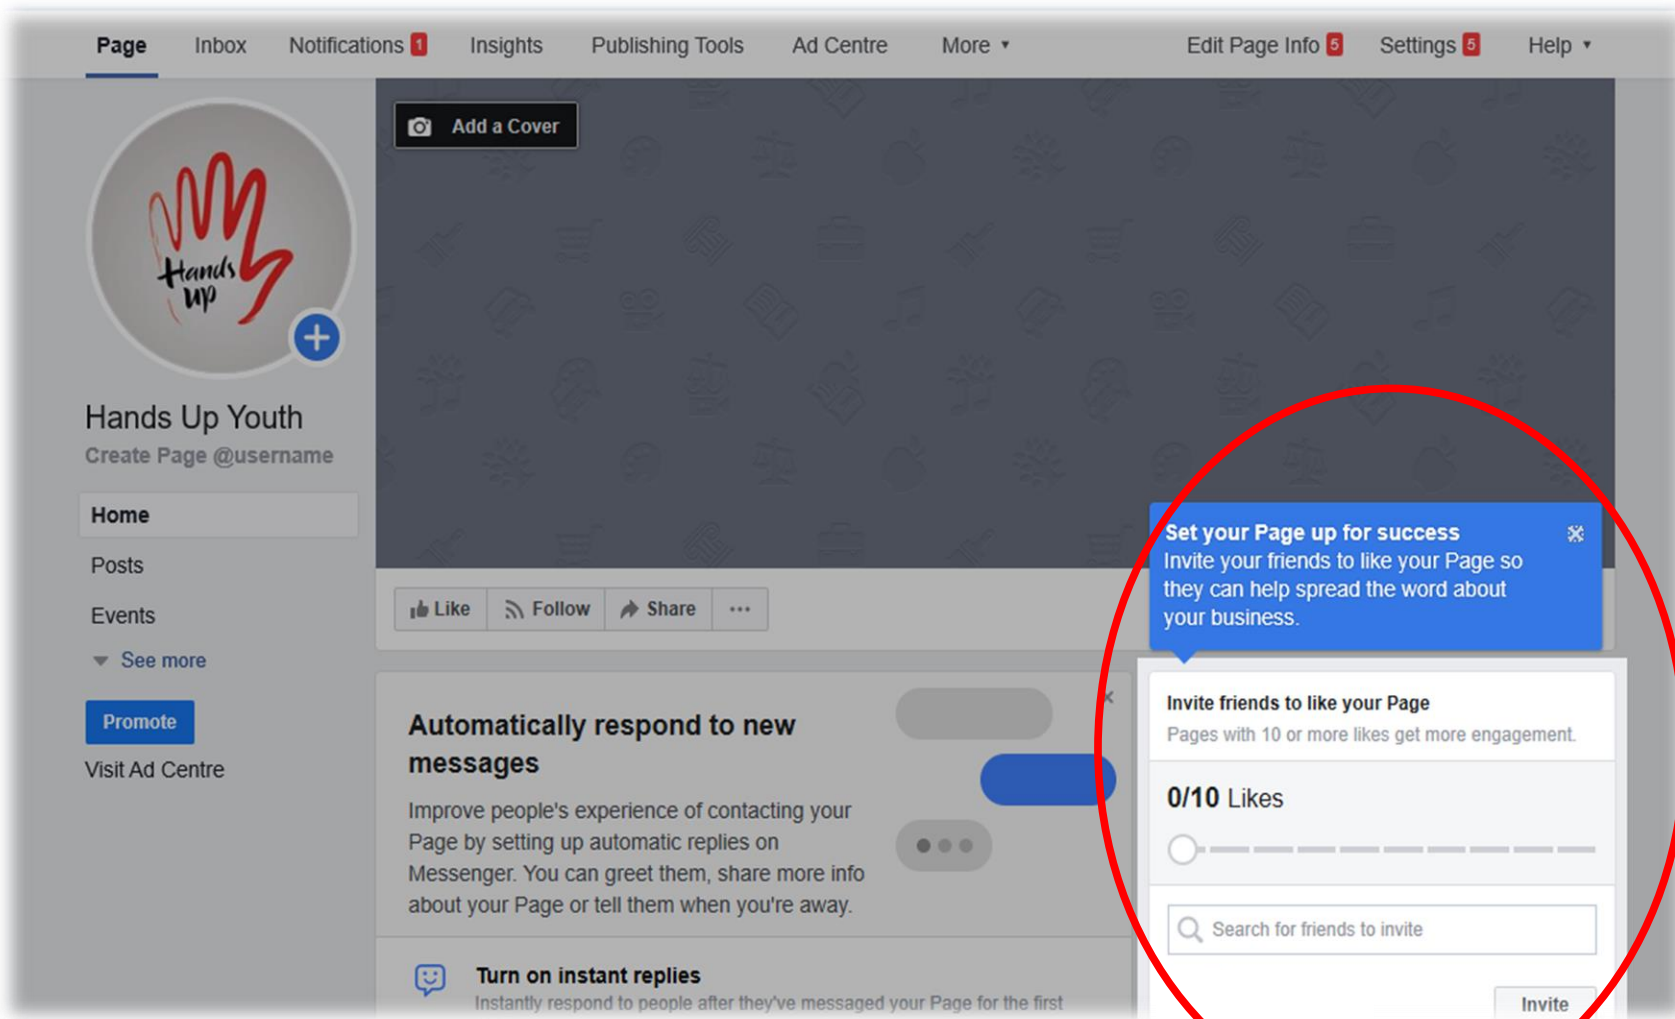 Page Inbox Notifications 1 Insights Publishing Tools Ad Centre More Edit Page Info 5 Settings 5 Help
Add a Cover
Hands
up
Hands Up Youth
Create Page @username
Home
Posts
Events
See more
Promote
Visit Ad Centre
Like Follow Share ...
Set your Page up for success
Invite your friends to like your Page so
they can help spread the word about
your business.
Automatically respond to new
messages
Improve people's experience of contacting your
Page by setting up automatic replies on
Messenger. You can greet them, share more info
about your Page or tell them when you're away.
Turn on instant replies
Instantly respond to people after they've messaged your Page for the first
Invite friends to like your Page
Pages with 10 or more likes get more engagement.
0/10 Likes
Search for friends to invite
Invite